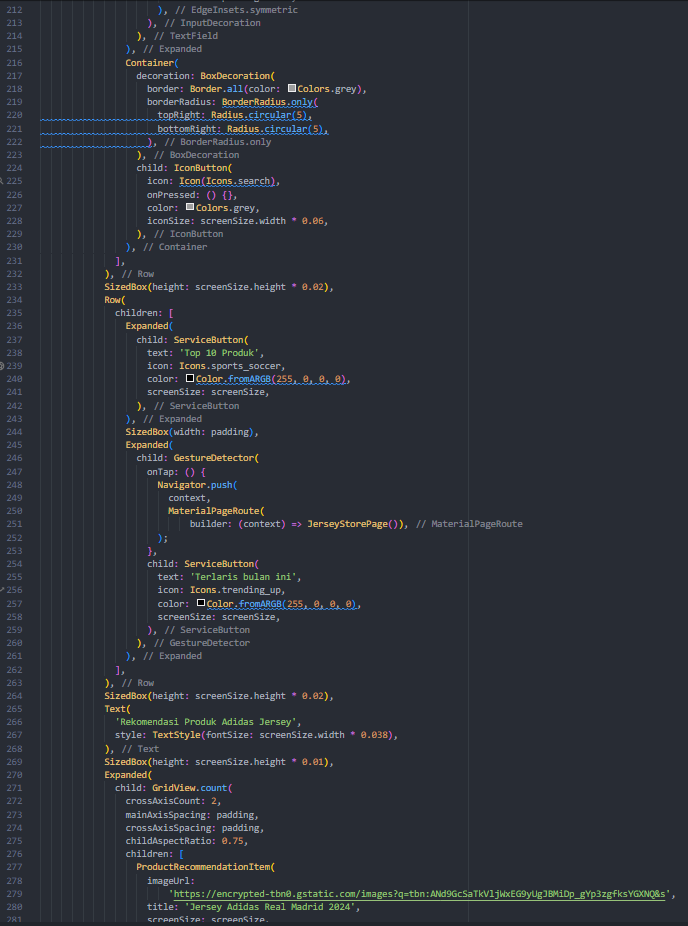 212 ), // EdgeInsets.symmetric
213 ), // InputDecoration
214 ), // TextField
215 ), // Expanded
216 Container(
217 decoration: BoxDecoration(
218 border: Border.all(color: Colors.grey),
219 borderRadius: BorderRadius.only(
220 topRight: Radius.circular(5),
221 bottomRight: Radius.circular(5),
222 ), // BorderRadius.only
223 ), // BoxDecoration
224 child: IconButton(
225 icon: Icon(Icons.search),
226 onPressed: () {},
227 color: Colors.grey,
228 iconSize: screenSize.width * 0.06,
229 ), // IconButton
230 ), // Container
231 ],
232 ), // Row
233 SizedBox(height: screenSize.height * 0.02),
234 Row(
235 children: [
236 Expanded(
237 child: ServiceButton(
238 text: 'Top 10 Produk',
239 icon: Icons.sports_soccer,
240 color: Color.fromARGB(255, 0, 0, 0),
241 screenSize: screenSize,
242 ), // ServiceButton
243 ), // Expanded
244 SizedBox(width: padding),
245 Expanded(
246 child: GestureDetector(
247 onTap: () {
248 Navigator.push(
249 context,
250 MaterialPageRoute(
251 builder: (context) => JerseyStorePage()), // MaterialPageRoute
252 );
253 },
254 child: ServiceButton(
255 text: 'Terlaris bulan ini',
256 icon: Icons.trending_up,
257 color: Color.fromARGB(255, 0, 0, 0),
258 screenSize: screenSize,
259 ), // ServiceButton
260 ), // GestureDetector
261 ), // Expanded
262 ],
263 ), // Row
264 SizedBox(height: screenSize.height * 0.02),
265 Text(
266 'Rekomendasi Produk Adidas Jersey',
267 style: TextStyle(fontSize: screenSize.width * 0.038),
268 ), // Text
269 SizedBox(height: screenSize.height * 0.01),
270 Expanded(
271 child: GridView.count(
272 crossAxisCount: 2,
273 mainAxisSpacing: padding,
274 crossAxisSpacing: padding,
275 childAspectRatio: 0.75,
276 children: [
277 ProductRecommendationItem(
278 imageUrl:
279 'https://encrypted-tbn0.gstatic.com/images?q=tbn:ANd9GcSaTkVljWxEG9yUgJBMiDp_gYp3zgfksYGXNQ&s',
280 title: 'Jersey Adidas Real Madrid 2024',
281 screenSize: screenSize,